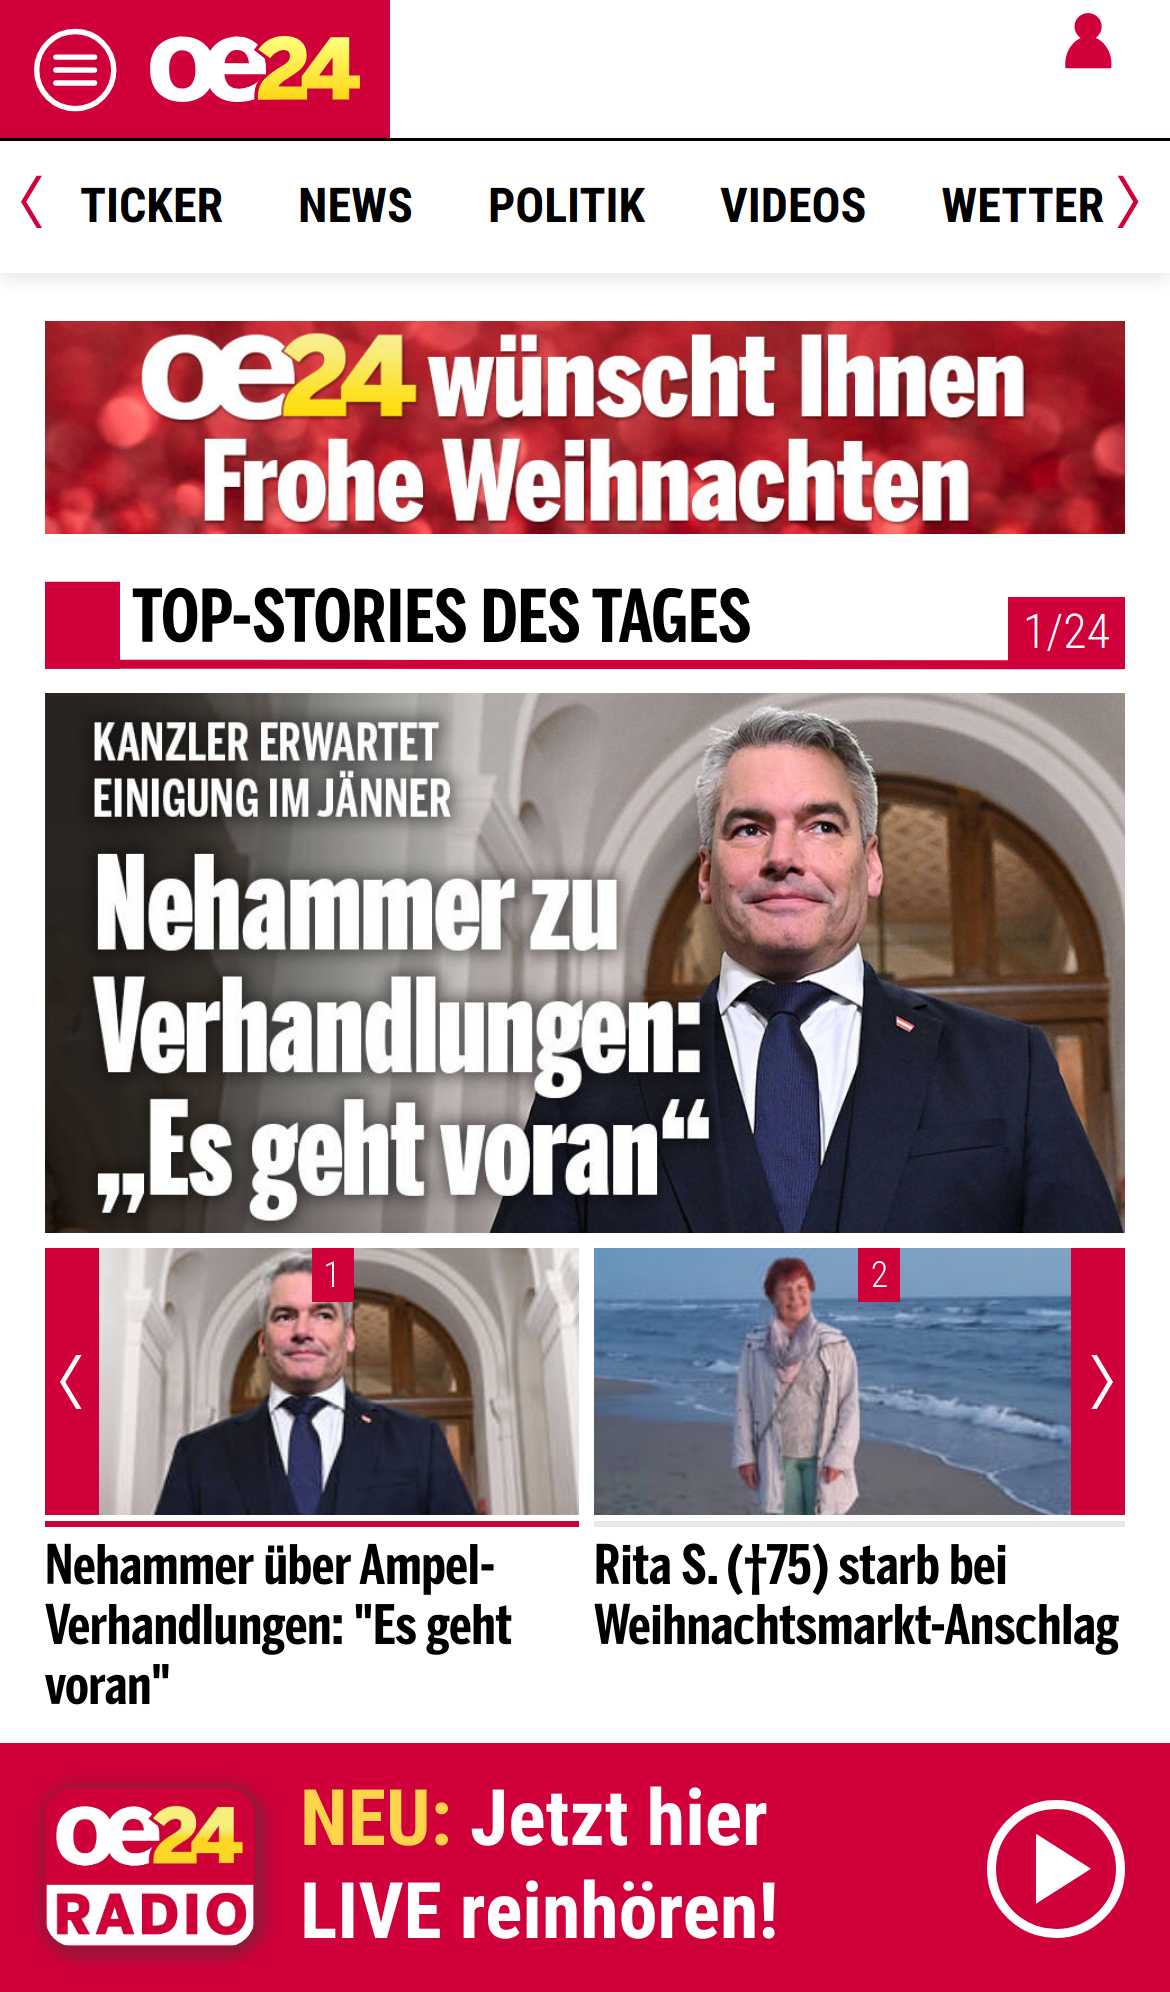 oe24
TICKER NEWS POLITIK VIDEOS WETTER
oe24 wünscht Ihnen
Frohe Weihnachten
TOP-STORIES DES TAGES
1/24
KANZLER ERWARTET
EINIGUNG IM JÄNNER
Nehammer zu
Verhandlungen:
„Es geht voran“
1
Nehammer über Ampel-
Verhandlungen: "Es geht
voran"
2
Rita S. (†75) starb bei
Weihnachtsmarkt-Anschlag
oe24
RADIO
NEU: Jetzt hier
LIVE reinhören!